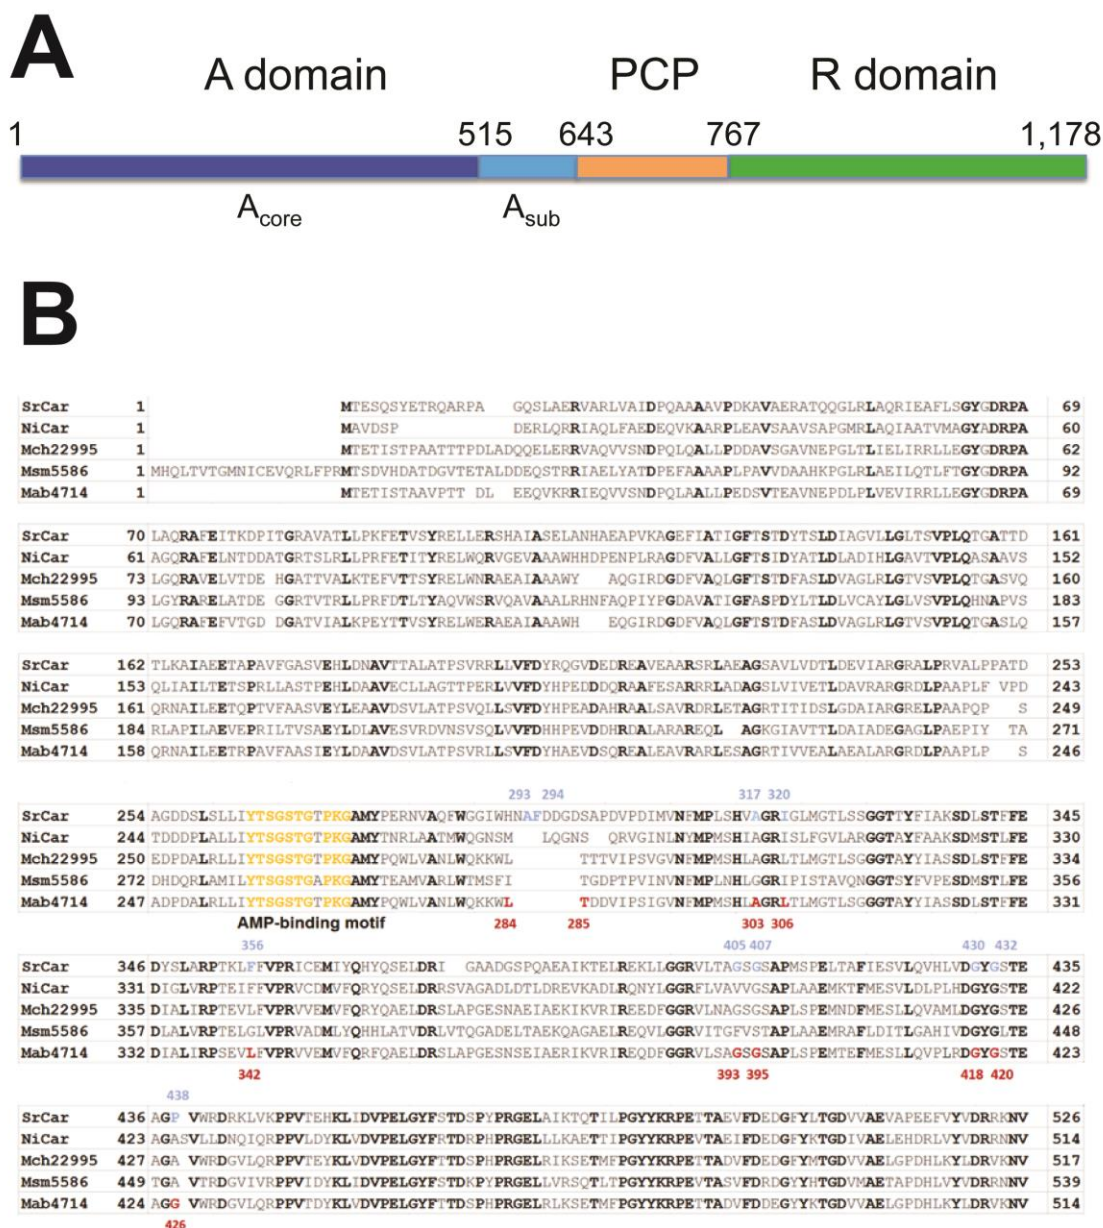 A
A domain PCP R domain
1 515 643 767 1,178
Acore Asub
B
SrCar 1 MTESQSYETRQARPA GQSLAERVARLVAIDPQAAAAVPDKAVAERATQQGLRLAQRIEAFLSGYGDRPA 69
NiCar 1 MAVDSP DERLQRRIAQLFAEDEQVKAARPLEAVSAAVSAPGMRLAQIAATVMAGYADRPA 60
Mch22995 1 MTETISTPAATTTPDLADQQELERRVAQVVSNDPQLQALLPDDAVSGAVNEPGLTLIELIRRLLEGYGDRPA 62
Msm5586 1 MHQLTVTGMNICEVQRLFPRMTSDVHDATDGVTETALDDEQSTRRIAELYATDPEFAAAAPLPAVVDAAHKPGLRLAEILQTLFTGYGDRPA 92
Mab4714 1 MTETISTAAVPTT DL EEQVKRRIEQVVSNDPQLAALLPEDSVTEAVNEPDLPLVEVIRRLLEGYGDRPA 69
SrCar 70 LAQRAFEITKDPITGRAVATLLPKFETVSYRELLERSHAIASELANHAEAPVKAGEFIATIGFTSTDYTSLDIAGVLLGLTSVPLQTGATTD 161
NiCar 61 AGQRAFELNTDDATGRTSLRLLPRFETITYRELWQRVGEVAAAWHHDPENPLRAGDFVALLGFTSIDYATLDLADIHLGAVTVPLQASAAVS 152
Mch22995 73 LGQRAVELVTDE HGATTVALKTEFVTTSYRELWNRAEAIAAAWY AQGIRDGDFVAQLGFTSTDFASLDVAGLRLGTVSVPLQTGASVQ 160
Msm5586 93 LGYRARELATDE GGRTVTRLLPRFDTLTYAQVWSRVQAVAAALRHNFAQPIYPGDAVATIGFASPDYLTLDLVCAYLGLVSVPLQHNAPVS 183
Mab4714 70 LGQRAFEFVTGD DGATVIALKPEYTTVSYRELWERAEAIAAAWH EQGIRDGDFVAQLGFTSTDFASLDVAGLRLGTVSVPLQTGASLQ 157
SrCar 162 TLKAIAEETAPAVFGASVEHLDNAVTTALATPSVRRLLVFDYRQGVDEDREAVEAARSRLAEAGSAVLVDTLDEVIARGRALPRVALPPATD 253
NiCar 153 QLIAILTETSPRLLASTPEHLDAAVECLLAGTTPERLVVFDYHPEDDDQRAAFESARRRLADAGSLVIVETLDAVRARGRDLPAAPLF VPD 243
Mch22995 161 QRNAILEETQPTVFAASVEYLEAAVDSVLATPSVQLLSVFDYHPEADAHRAALSAVRDRLETAGRTITIDSLGDAIARGRELPAAPQP S 249
Msm5586 184 RLAPILAEVEPRILTVSAEYLDLAVESVRDVNSVSQLVVFDHHPEVDDHRDALARAREQL AGKGIAVTTLDAIADEGAGLPAEPIY TA 271
Mab4714 158 QRNAILEETRPAVFAASIEYLDAAVDSVLATPSVRLLSVFDYHAEVDSQREALEAVRARLESAGRTIVVEALAEALARGRDLPAAPLP S 246
293 294 317 320
SrCar 254 AGDDSLSLLIYTSGSTGTPKGAMYPERNVAQFWGGIWHNAFDDGDSAPDVPDIMVNFMPLSHVAGRIGLMGTLSSGGTTYFIAKSDLSTFFE 345
NiCar 244 TDDDPLALLIYTSGSTGTPKGAMYTNRLAATMWQGNSM LQGNS QRVGINLNYMPMSHIAGRISLFGVLARGGTAYFAAKSDMSTLFE 330
Mch22995 250 EDPDALRLLIYTSGSTGTPKGAMYPQWLVANLWQKKWL TTTVIPSVGVNFMPMSHLAGRLTLMGTLSGGGTAYYIASSDLSTFFE 334
Msm5586 272 DHDQRLAMILYTSGSTGAPKGAMYTEAMVARLWTMSFI TGDPTPVINVNFMPLNHLGGRIPISTAVQNGGTSYFVPESDMSTLFE 356
Mab4714 247 ADPDALRLLIYTSGSTGTPKGAMYPQWLVANLWQKKWL TDDVIPSIGVNFMPMSHLAGRLTLMGTLSGGGTAYYIASSDLSTFFE 331
AMP-binding motif 284 285 303 306
356 405 407 430 432
SrCar 346 DYSLARPTKLFFVPRICEMIYQHYQSELDRI GAADGSPQAEAIKTELREKLLGGRVLTAGSGSAPMSPELTAFIESVLQVHLVDGYGSTE 435
NiCar 331 DIGLVRPTEIFFVPRVCDMVFQRYQSELDRRSVAGADLDTLDREVKADLRQNYLGGRFLVAVVGSAPLAAEMKTFMESVLDLPLHDGYGSTE 422
Mch22995 335 DIALVRPTEVLFVPRVVEMVFQRYQAELDRSLAPGESNAEIAEKIKVRIREEDFGGRVLNAGSGSAPLSPEMNDFMESLLQVAMLDGYGSTE 426
Msm5586 357 DLALVRPTELGLVPRVADMLYQHHLATVDRLVTQGADELTAEKQAGAELREQVLGGRVITGFVSTAPLAAEMRAFLDITLGAHIVDGYGLTE 448
Mab4714 332 DIALIRPSEVLFVPRVVEMVFQRFQAELDRSLAPGESNSEIAERIKVRIREQDFGGRVLSAGSGSAPLSPEMTEFMESLLQVPLRDGYGSTE 423
342 393 395 418 420
438
SrCar 436 AGP VWRDRKLVKPPVTEHKLIDVPELGYFSTDSPYPRGELAIKTQTILPGYYKRPETTAEVFDEDGFYLTGDVVAEVAPEEFVYVDRRKNV 526
NiCar 423 AGASVLLDNQIQRPPVLDYKLVDVPELGYFRTDRPHPRGELLLKAETTIPGYYKRPEVTAEIFDEDGFYKTGDIVAELEHDRLVYVDRRNNV 514
Mch22995 427 AGA VWRDGVLQRPPVTEYKLVDVPELGYFTTDSPHPRGELRIKSETMFPGYYKRPETTADVFDEDGFYMTGDVVAELGPDHLKYLDRVKNV 517
Msm5586 449 TGA VTRDGVIVRPPVIDYKLIDVPELGYFSTDKPYPRGELLVRSQTLTPGYYKRPEVTASVFDRDGYYHTGDVMAETAPDHLVYVDRRNNV 539
Mab4714 424 AGG VWRDGVLQRPPVTDYKLVDVPELGYFTTDSPHPRGELRLKSETMFPGYYKRPETTADVFDDEGYYKTGDVVAELGPDHLKYLDRVKNV 514
426